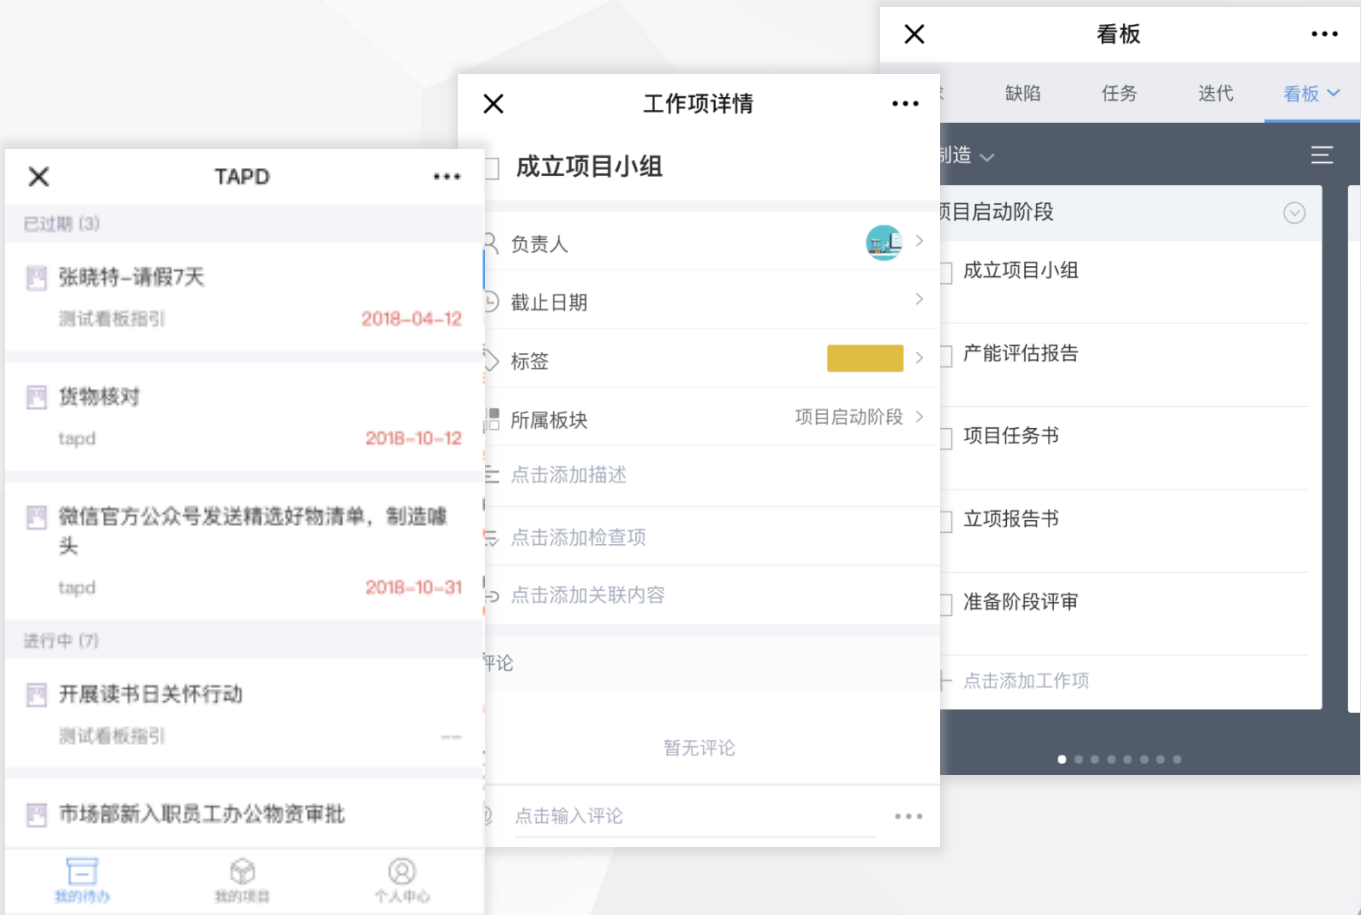 TAPD
已过期 (3)
张晓特-请假7天
测试看板指引
2018-04-12
货物核对
tapd
2018-10-12
微信官方公众号发送精选好物清单，制造噱
头
tapd
2018-10-31
进行中 (7)
开展读书日关怀行动
测试看板指引
--
市场部新入职员工办公物资审批
我的待办
我的项目
个人中心
工作项详情
成立项目小组
负责人
截止日期
标签
所属板块
项目启动阶段
点击添加描述
点击添加检查项
点击添加关联内容
评论
暂无评论
点击输入评论
看板
缺陷
任务
迭代
看板
制造
项目启动阶段
成立项目小组
产能评估报告
项目任务书
立项报告书
准备阶段评审
点击添加工作项